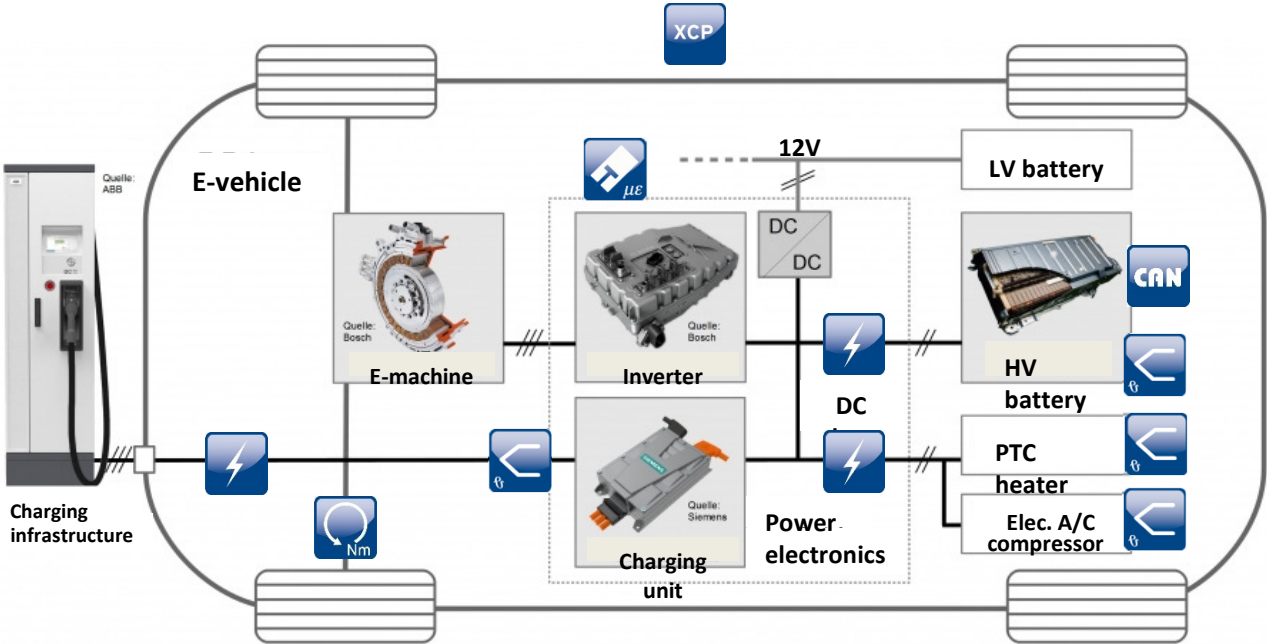 XCP
12V
LV battery
με
Quelle:
ABB
E-vehicle
DC
DC
CAN
Quelle:
Bosch
E-machine
Quelle:
Bosch
Inverter
HV
battery
ϑ
DC
SIEMENS
Quelle:
Siemens
ϑ
PTC
heater
ϑ
Charging
infrastructure
Nm
Power
electronics
Elec. A/C
compressor
ϑ
Charging
unit